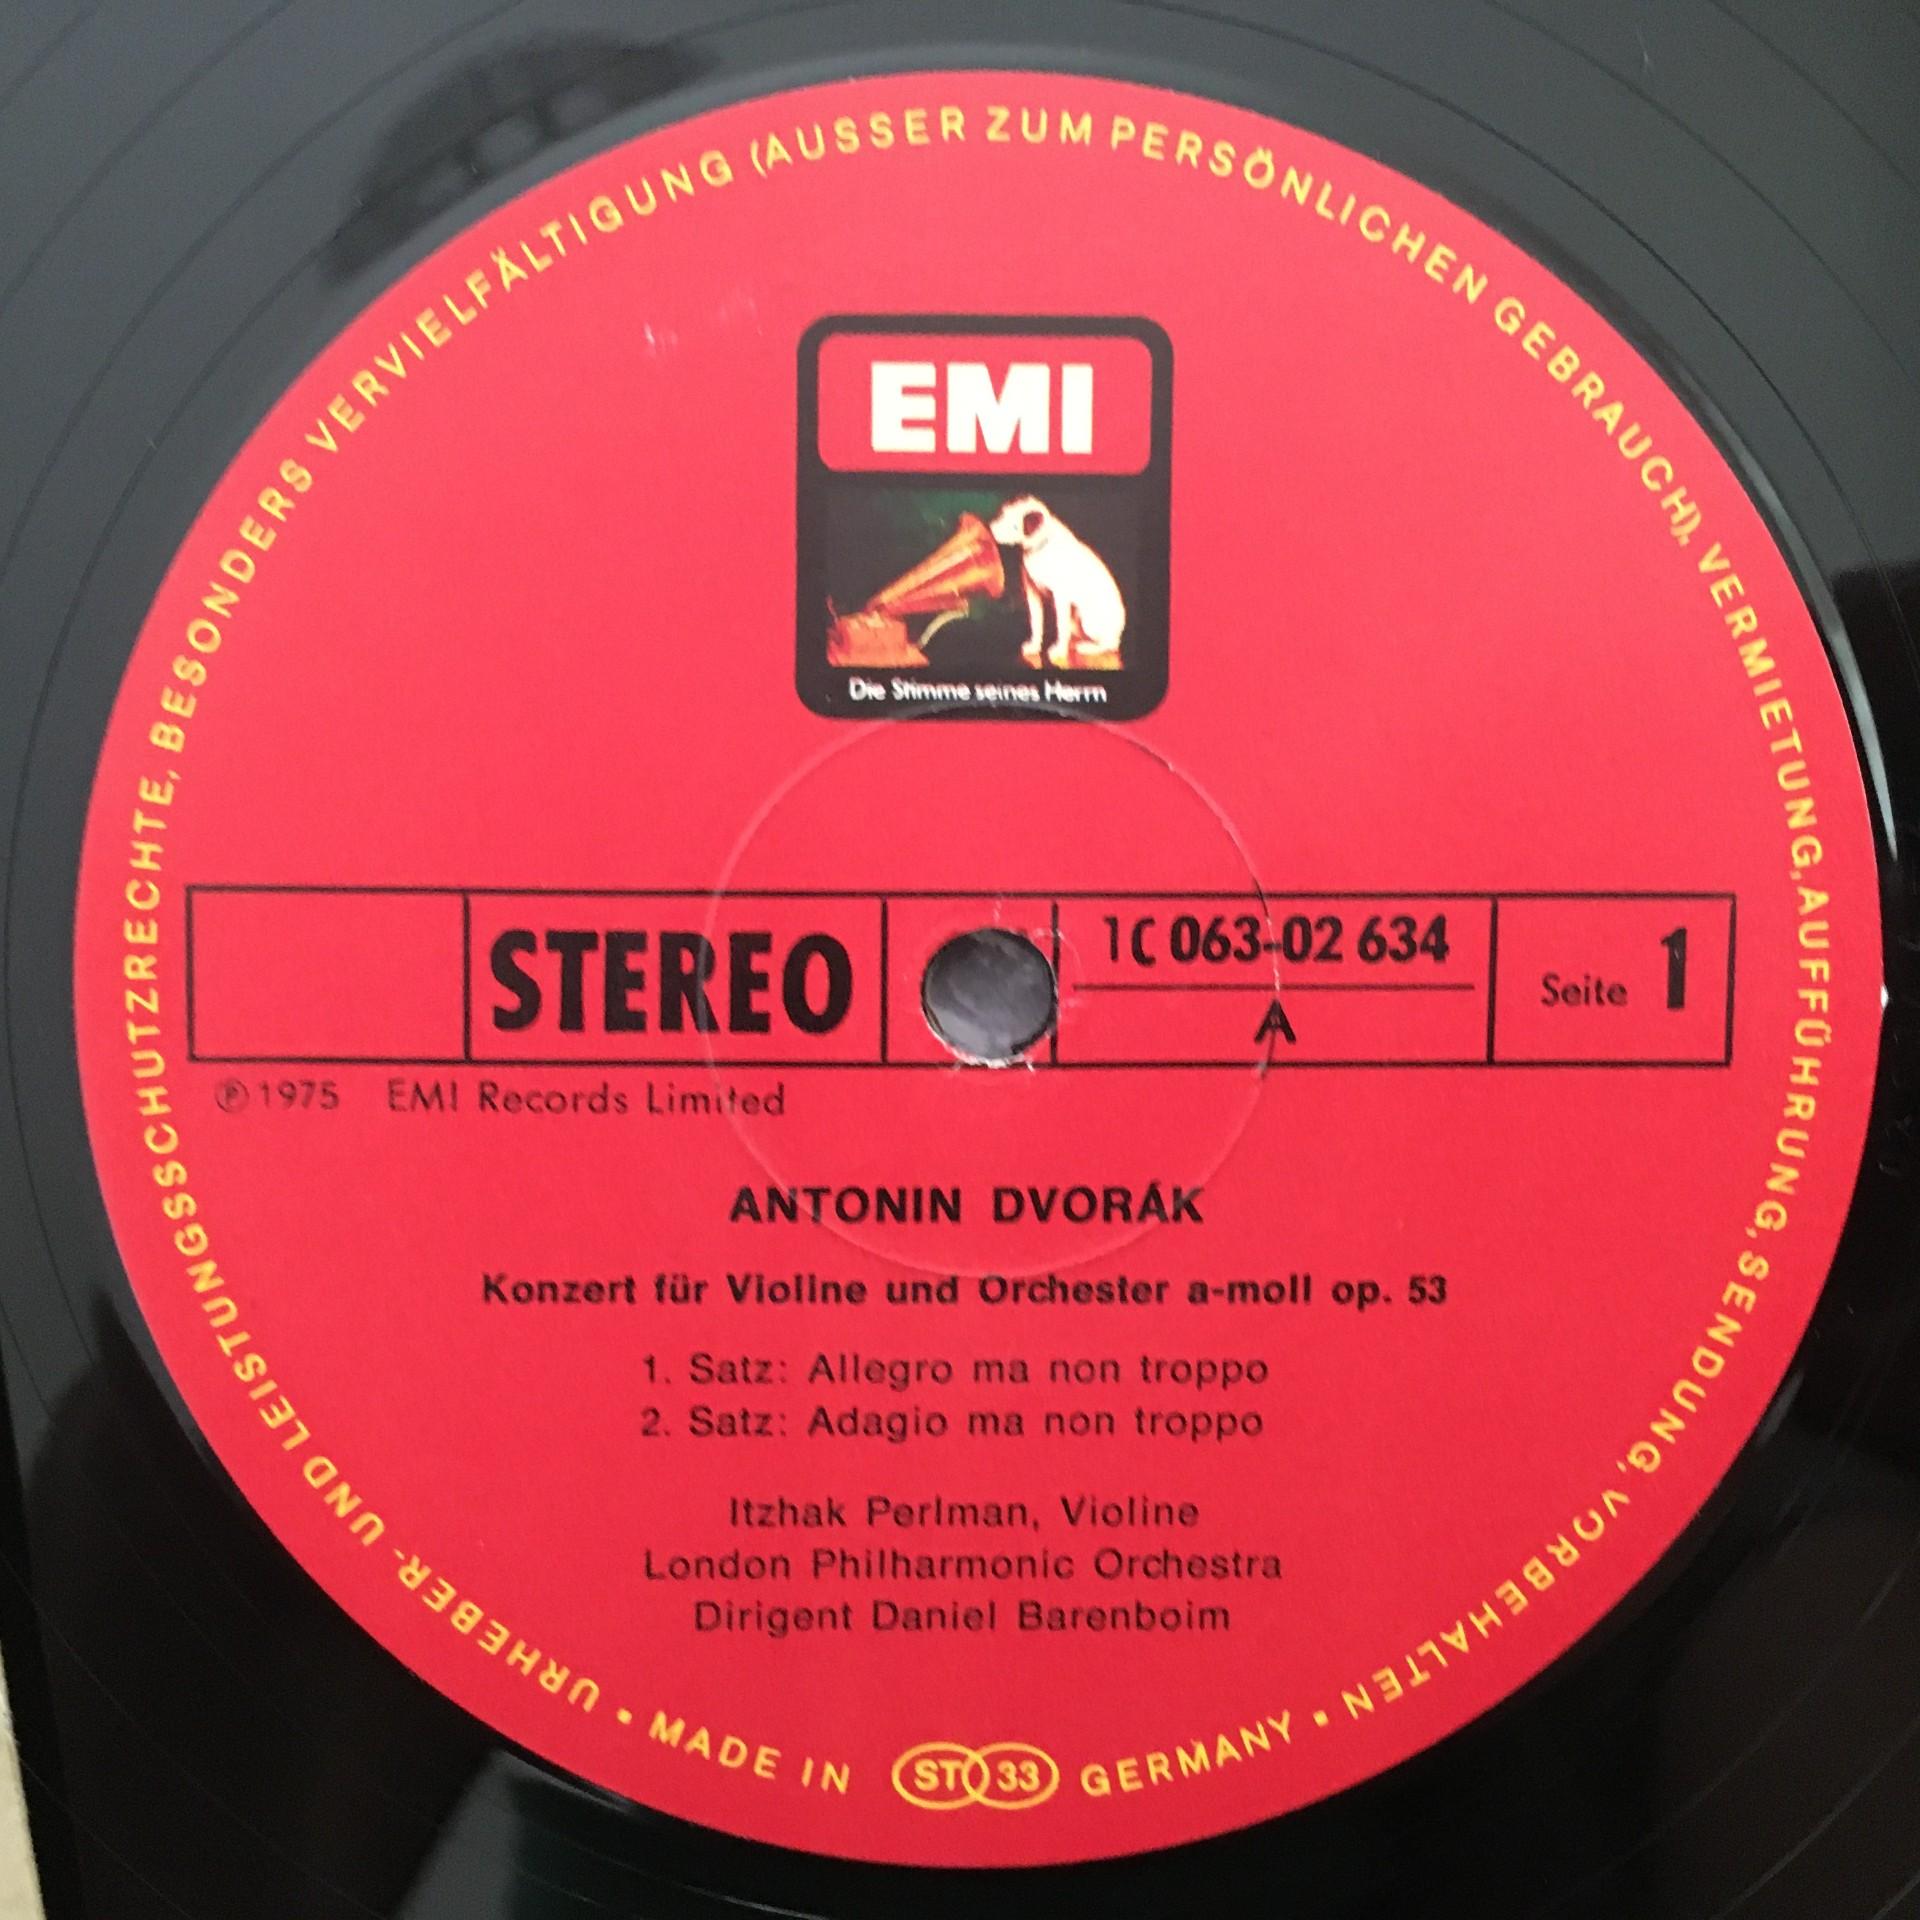 EMI
Die Stimme seines Herrn
STEREO
1C 063-02 634
A
Seite 1
℗ 1975 EMI Records Limited
ANTONIN DVORÁK
Konzert für Violine und Orchester a-moll op. 53
1. Satz: Allegro ma non troppo
2. Satz: Adagio ma non troppo
Itzhak Perlman, Violine
London Philharmonic Orchestra
Dirigent Daniel Barenboim
URHEBER- UND LEISTUNGSSCHUTZRECHTE, BESONDERS VERVIELFÄLTIGUNG (AUSSER ZUM PERSÖNLICHEN GEBRAUCH), VERMIETUNG, AUFFÜHRUNG, SENDUNG, VORBEHALTEN •
MADE IN ST 33 GERMANY •